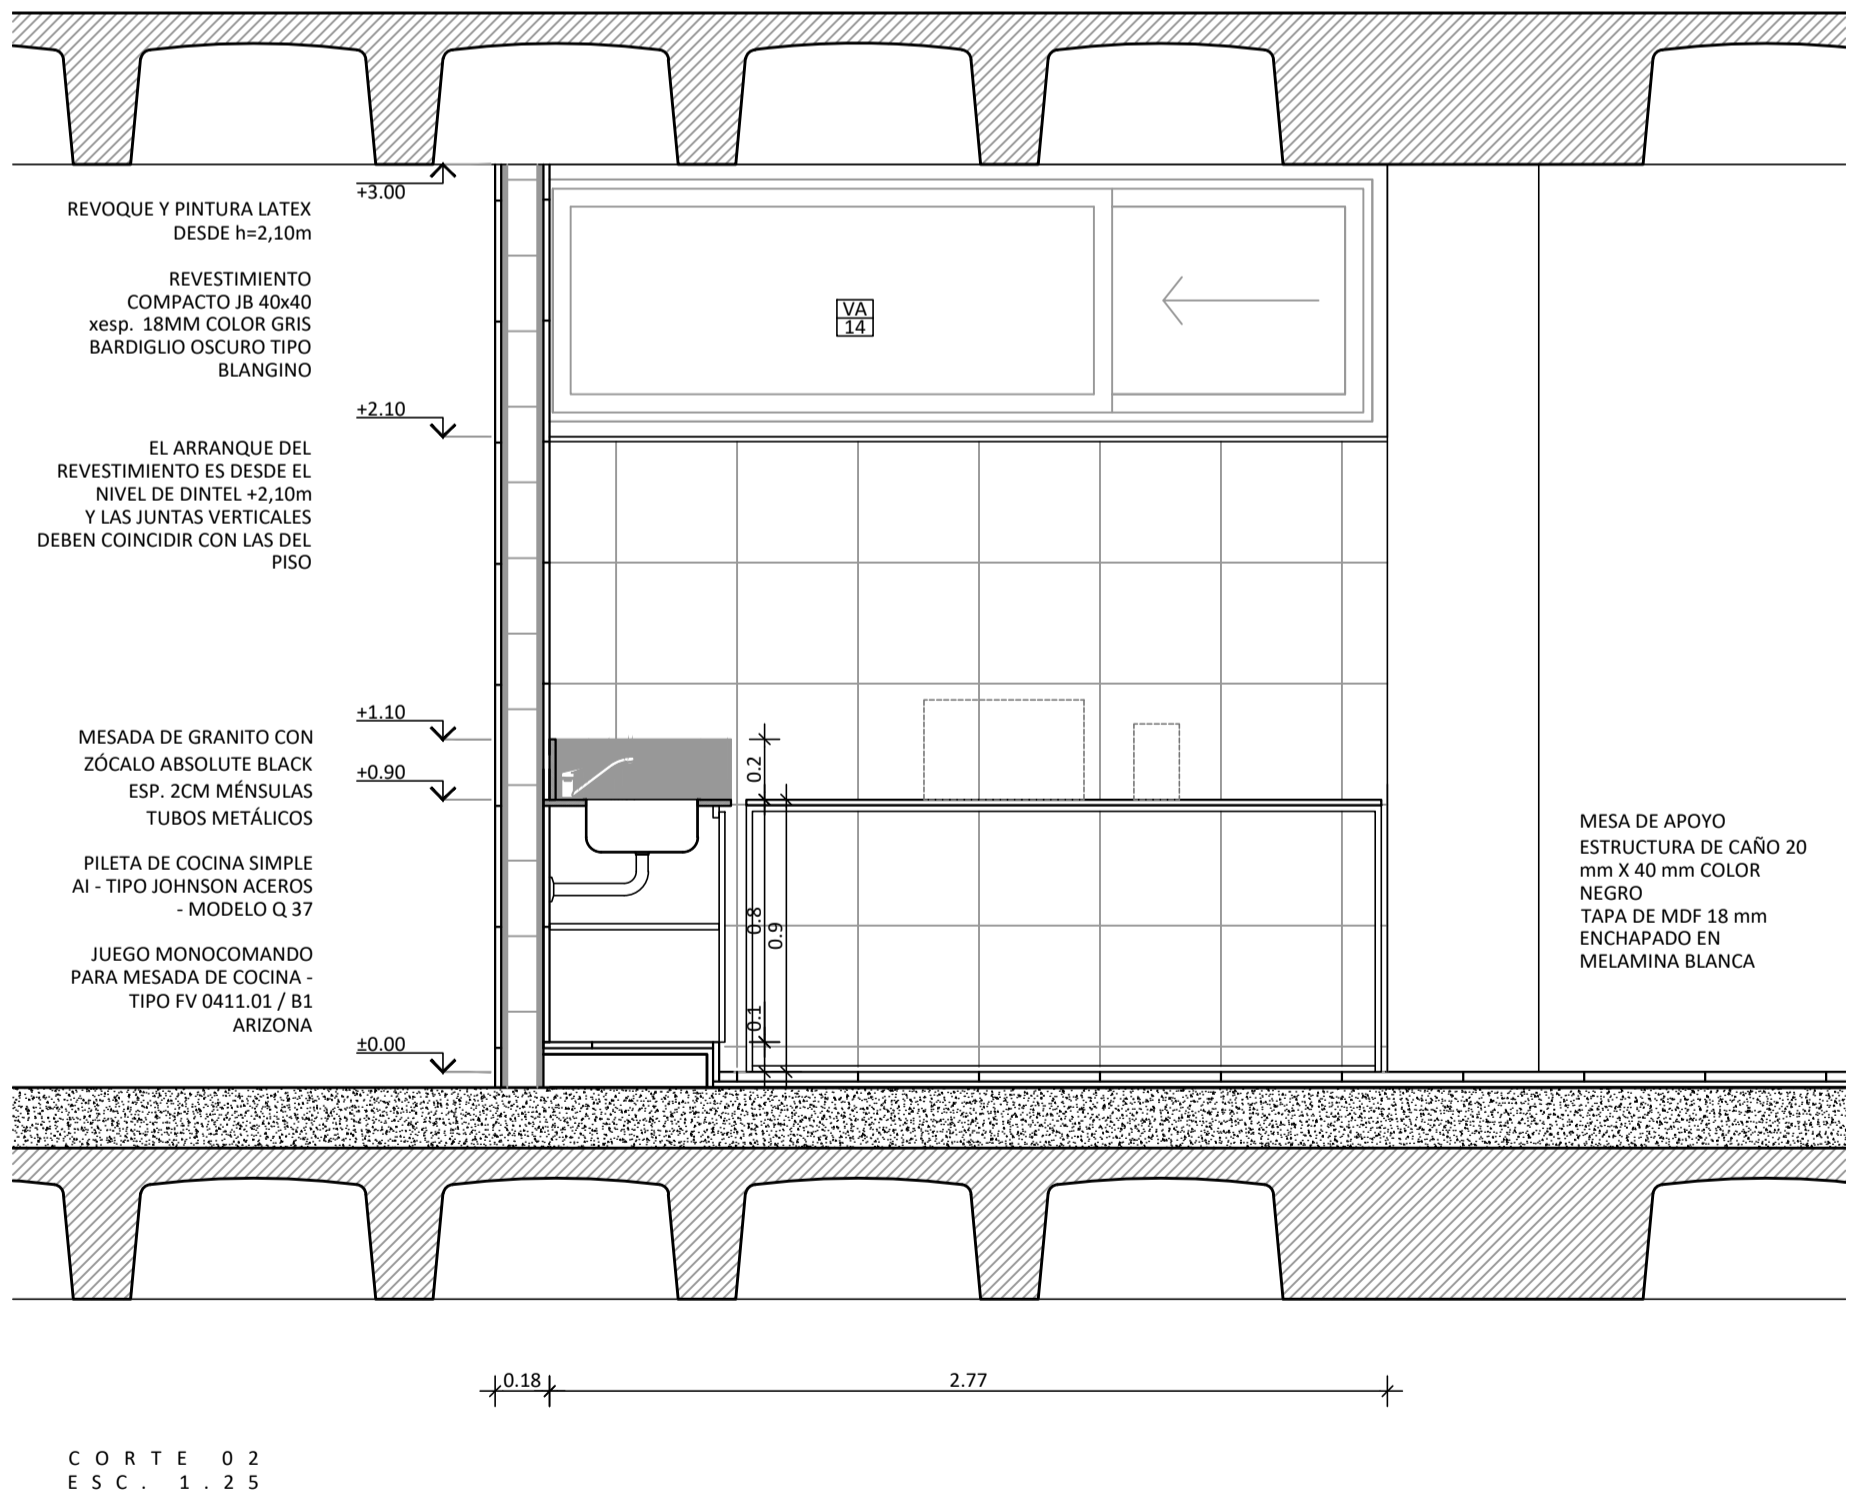 +3.00
REVOQUE Y PINTURA LATEX
DESDE h=2,10m
REVESTIMIENTO
COMPACTO JB 40x40
xesp. 18MM COLOR GRIS
BARDIGLIO OSCURO TIPO
BLANGINO
VA
14
+2.10
EL ARRANQUE DEL
REVESTIMIENTO ES DESDE EL
NIVEL DE DINTEL +2,10m
Y LAS JUNTAS VERTICALES
DEBEN COINCIDIR CON LAS DEL
PISO
+1.10
MESADA DE GRANITO CON
ZÓCALO ABSOLUTE BLACK
ESP. 2CM MÉNSULAS
TUBOS METÁLICOS
+0.90
PILETA DE COCINA SIMPLE
AI - TIPO JOHNSON ACEROS
- MODELO Q 37
JUEGO MONOCOMANDO
PARA MESADA DE COCINA -
TIPO FV 0411.01 / B1
ARIZONA
±0.00
0.2
0.8
0.9
0.1
MESA DE APOYO
ESTRUCTURA DE CAÑO 20
mm X 40 mm COLOR
NEGRO
TAPA DE MDF 18 mm
ENCHAPADO EN
MELAMINA BLANCA
0.18
2.77
CORTE 02
ESC. 1.25